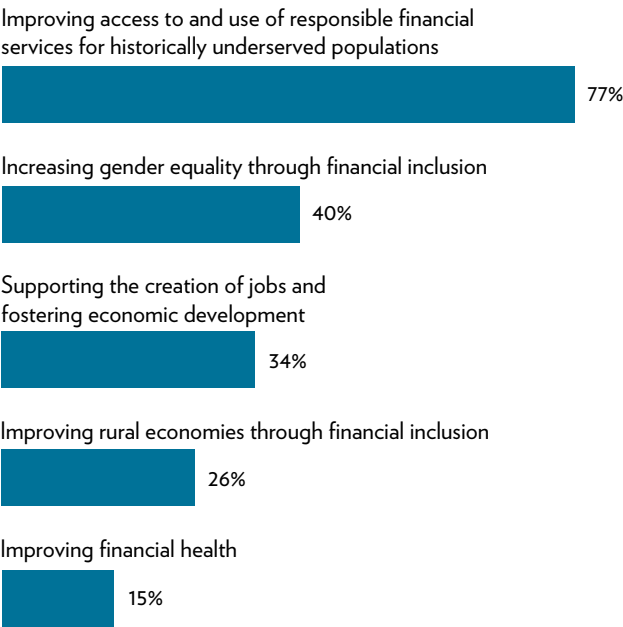 Improving access to and use of responsible financial
services for historically underserved populations
77%
Increasing gender equality through financial inclusion
40%
Supporting the creation of jobs and
fostering economic development
34%
Improving rural economies through financial inclusion
26%
Improving financial health
15%